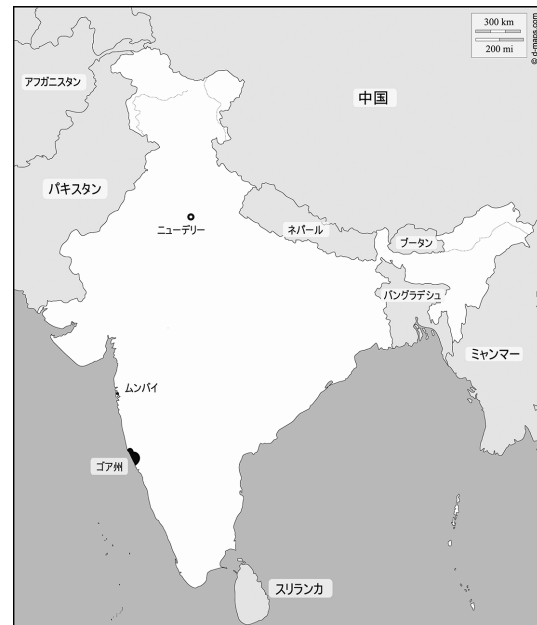 300 km
200 mi
© d-maps.com
アフガニスタン
中国
パキスタン
ニューデリー
ネパール
ブータン
バングラデシュ
ミャンマー
ムンバイ
ゴア州
スリランカ